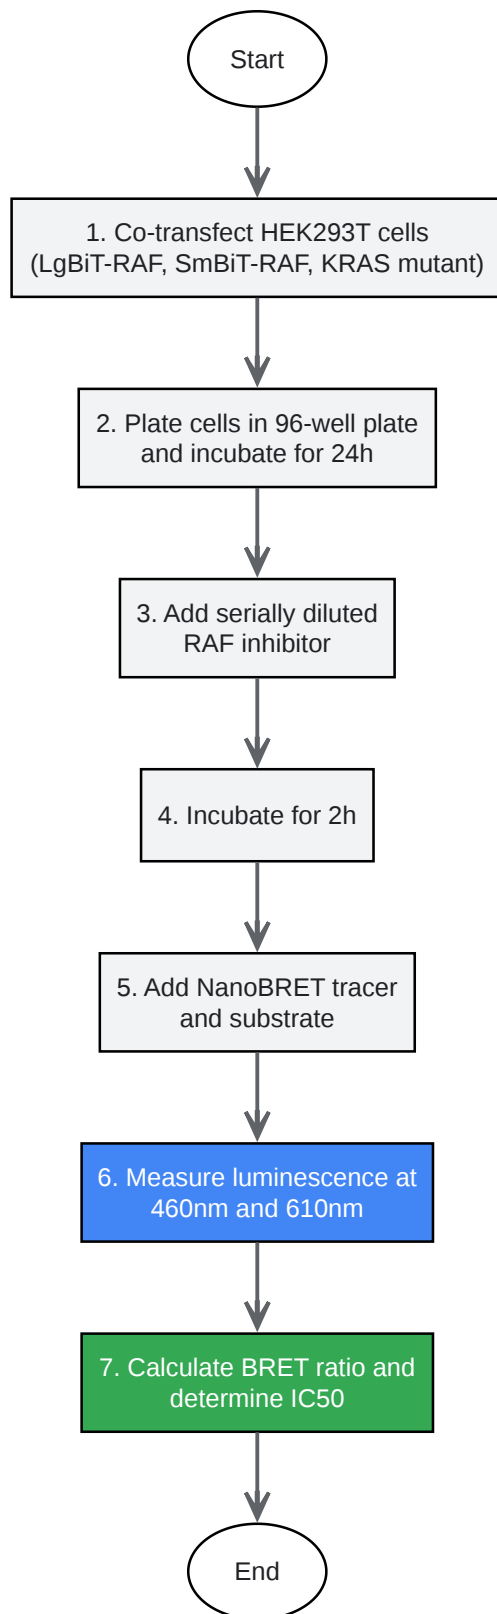 Start
1. Co-transfect HEK293T cells
(LgBiT-RAF, SmBiT-RAF, KRAS mutant)
2. Plate cells in 96-well plate
and incubate for 24h
3. Add serially diluted
RAF inhibitor
4. Incubate for 2h
5. Add NanoBRET tracer
and substrate
6. Measure luminescence at
460nm and 610nm
7. Calculate BRET ratio and
determine IC50
End